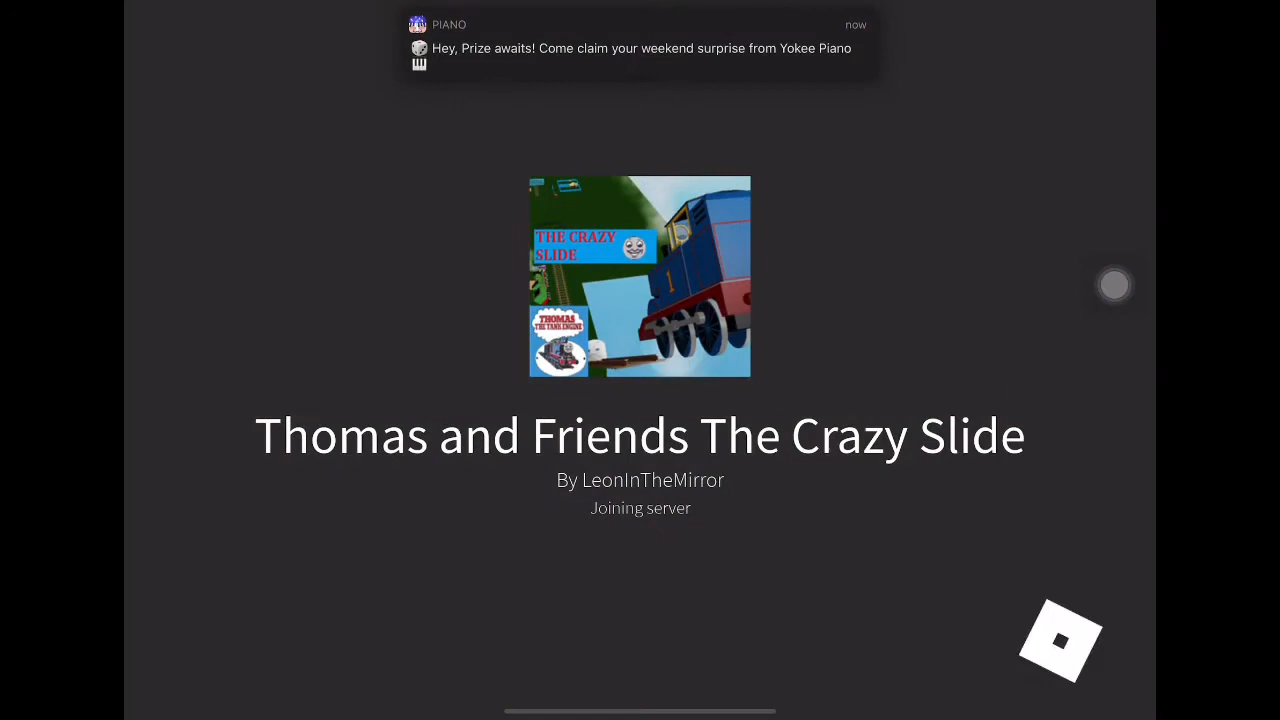 PIANO
now
🎲 Hey, Prize awaits! Come claim your weekend surprise from Yokee Piano
🎹
THE CRAZY
SLIDE
1
THOMAS
THE TANK ENGINE
Thomas and Friends The Crazy Slide
By LeonInTheMirror
Joining server